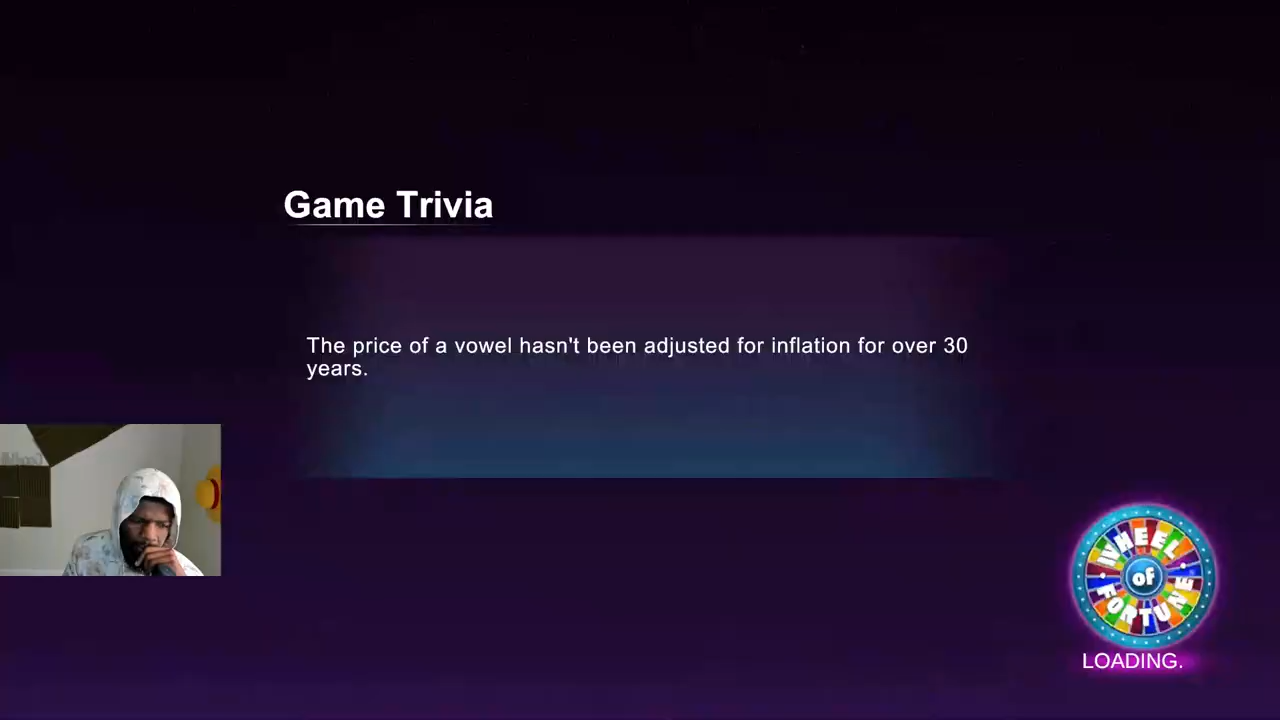 Game Trivia
The price of a vowel hasn't been adjusted for inflation for over 30
years.
WHEEL
of
FORTUNE
LOADING.